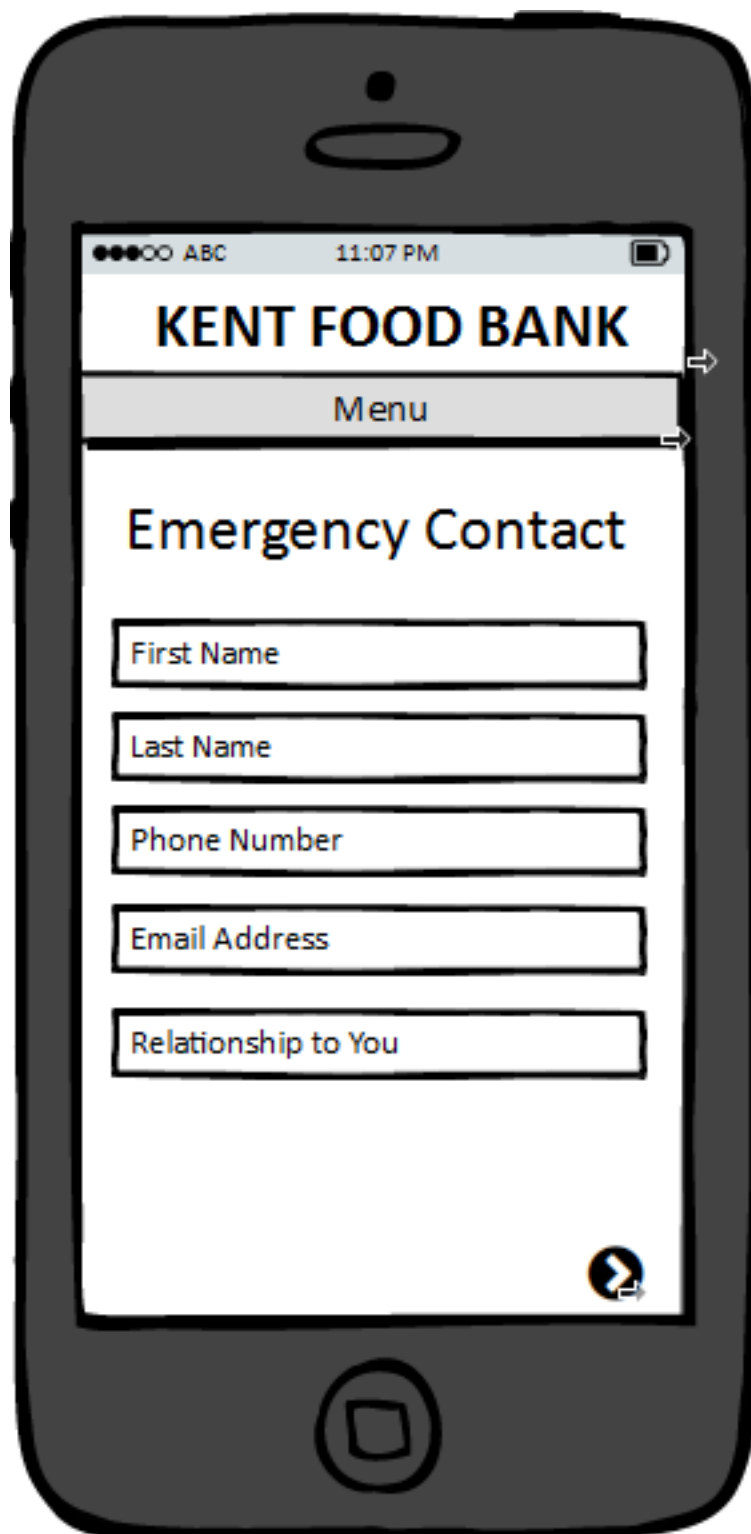 ABC 11:07 PM
KENT FOOD BANK
Menu
Emergency Contact
First Name
Last Name
Phone Number
Email Address
Relationship to You